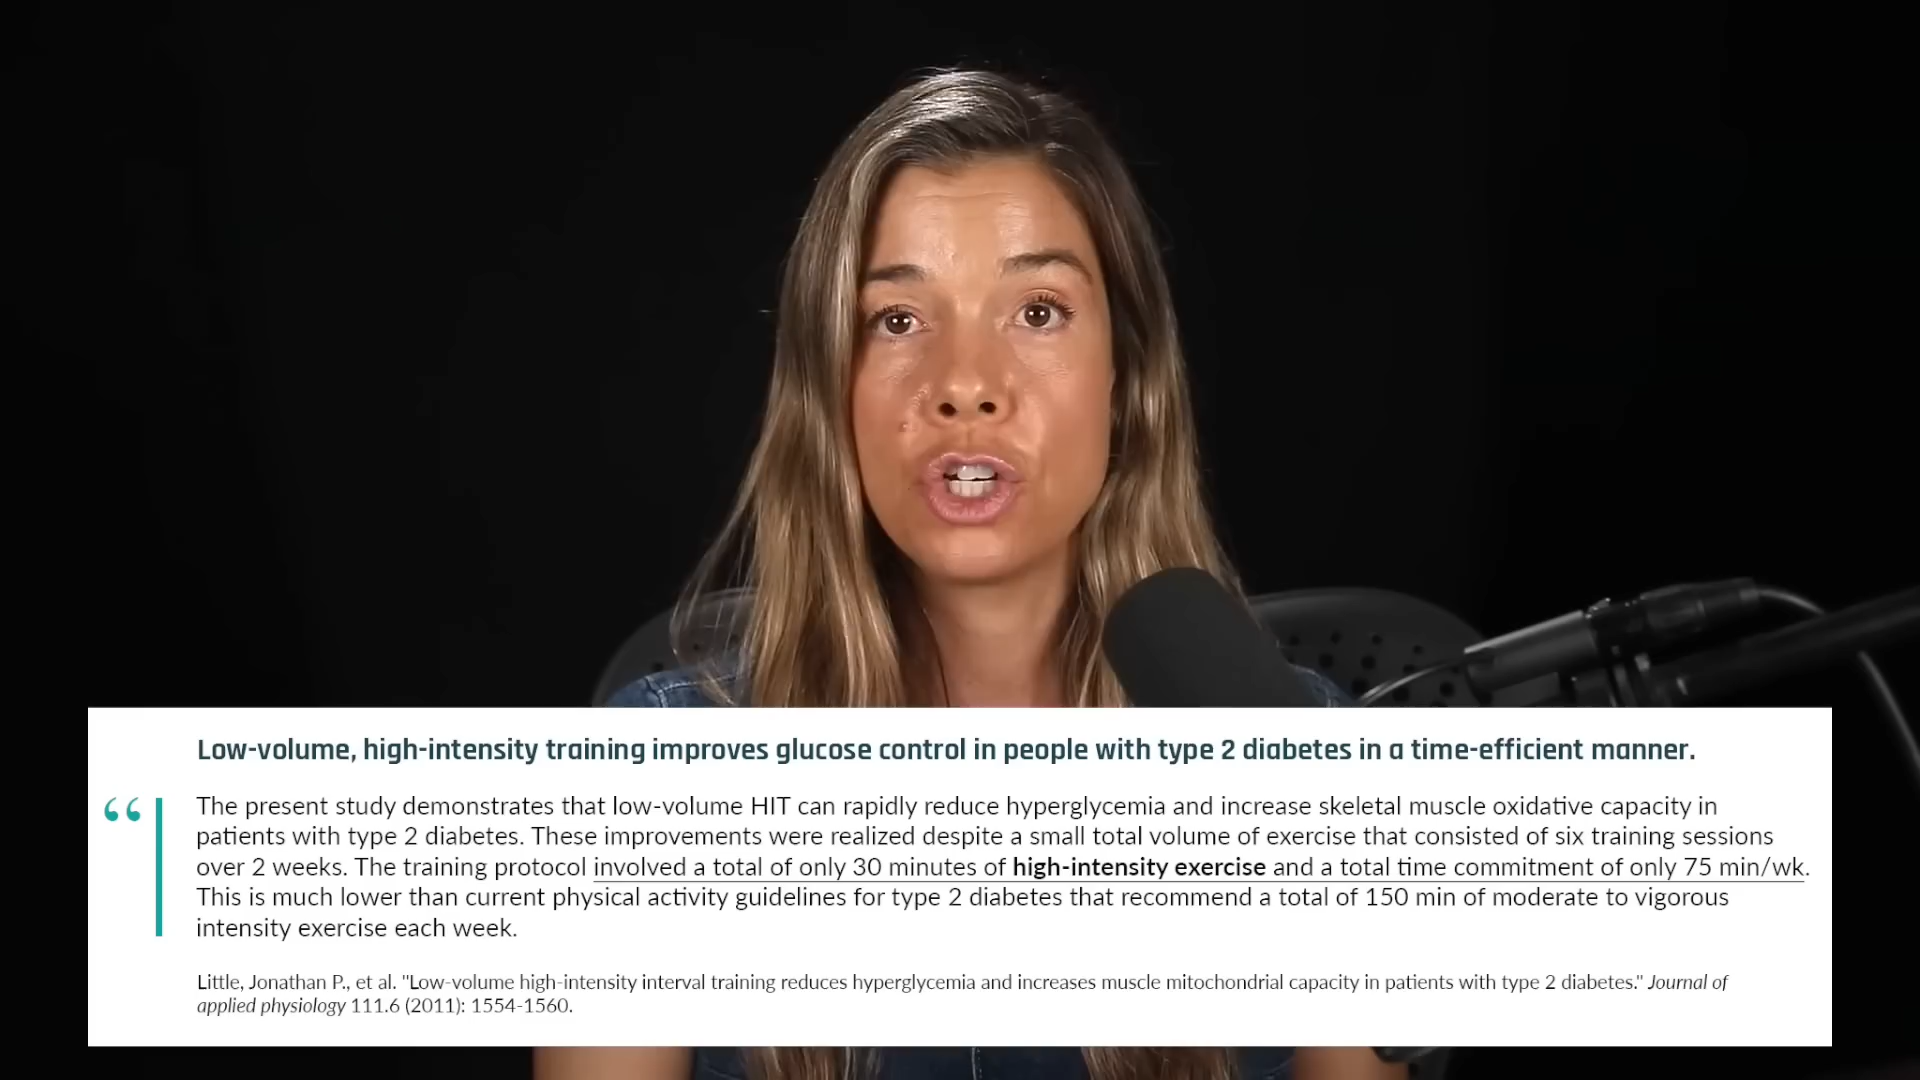 Low-volume, high-intensity training improves glucose control in people with type 2 diabetes in a time-efficient manner.
“
The present study demonstrates that low-volume HIT can rapidly reduce hyperglycemia and increase skeletal muscle oxidative capacity in
patients with type 2 diabetes. These improvements were realized despite a small total volume of exercise that consisted of six training sessions
over 2 weeks. The training protocol involved a total of only 30 minutes of high-intensity exercise and a total time commitment of only 75 min/wk.
This is much lower than current physical activity guidelines for type 2 diabetes that recommend a total of 150 min of moderate to vigorous
intensity exercise each week.
Little, Jonathan P., et al. "Low-volume high-intensity interval training reduces hyperglycemia and increases muscle mitochondrial capacity in patients with type 2 diabetes." Journal of
applied physiology 111.6 (2011): 1554-1560.